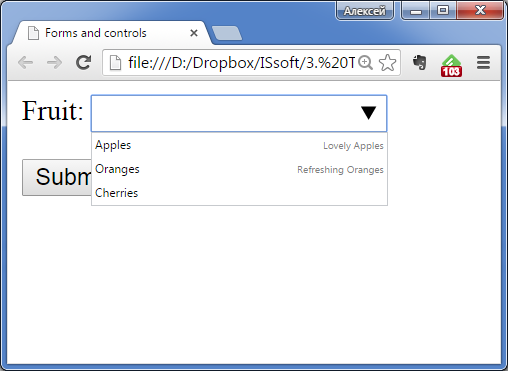 Алексей
Forms and controls
file:///D:/Dropbox/ISsoft/3.%20T
103
Fruit:
Apples Lovely Apples
Oranges Refreshing Oranges
Cherries
Subm